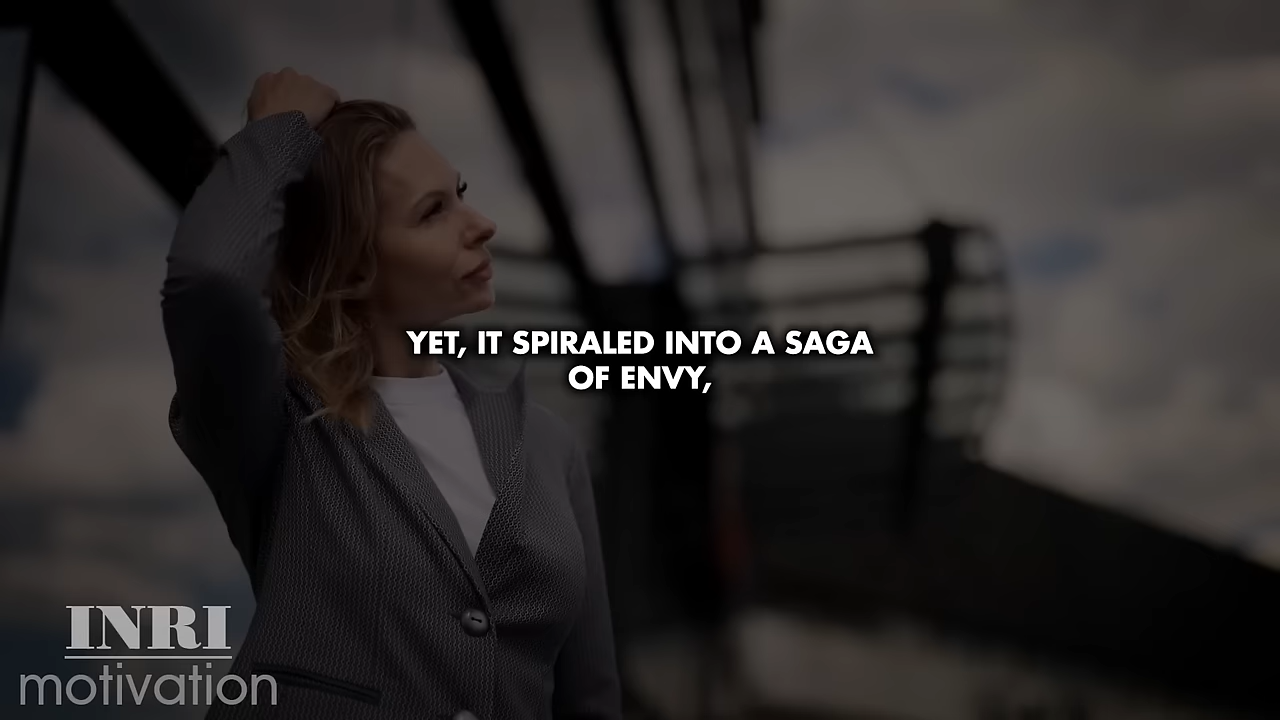 YET, IT SPIRALED INTO A SAGA
OF ENVY,
INRI
motivation